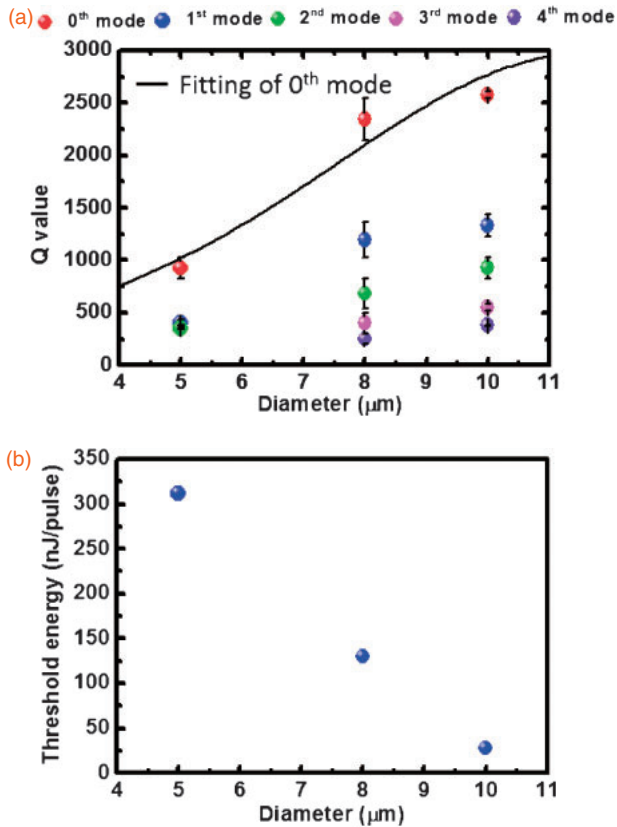 (a) 0th mode 1st mode 2nd mode 3rd mode 4th mode
3000
Fitting of 0th mode
2500
2000
1500
1000
500
0
Q value
4 5 6 7 8 9 10 11
Diameter (μm)
(b)
350
300
250
200
150
100
50
0
Threshold energy (nJ/pulse)
4 5 6 7 8 9 10 11
Diameter (μm)